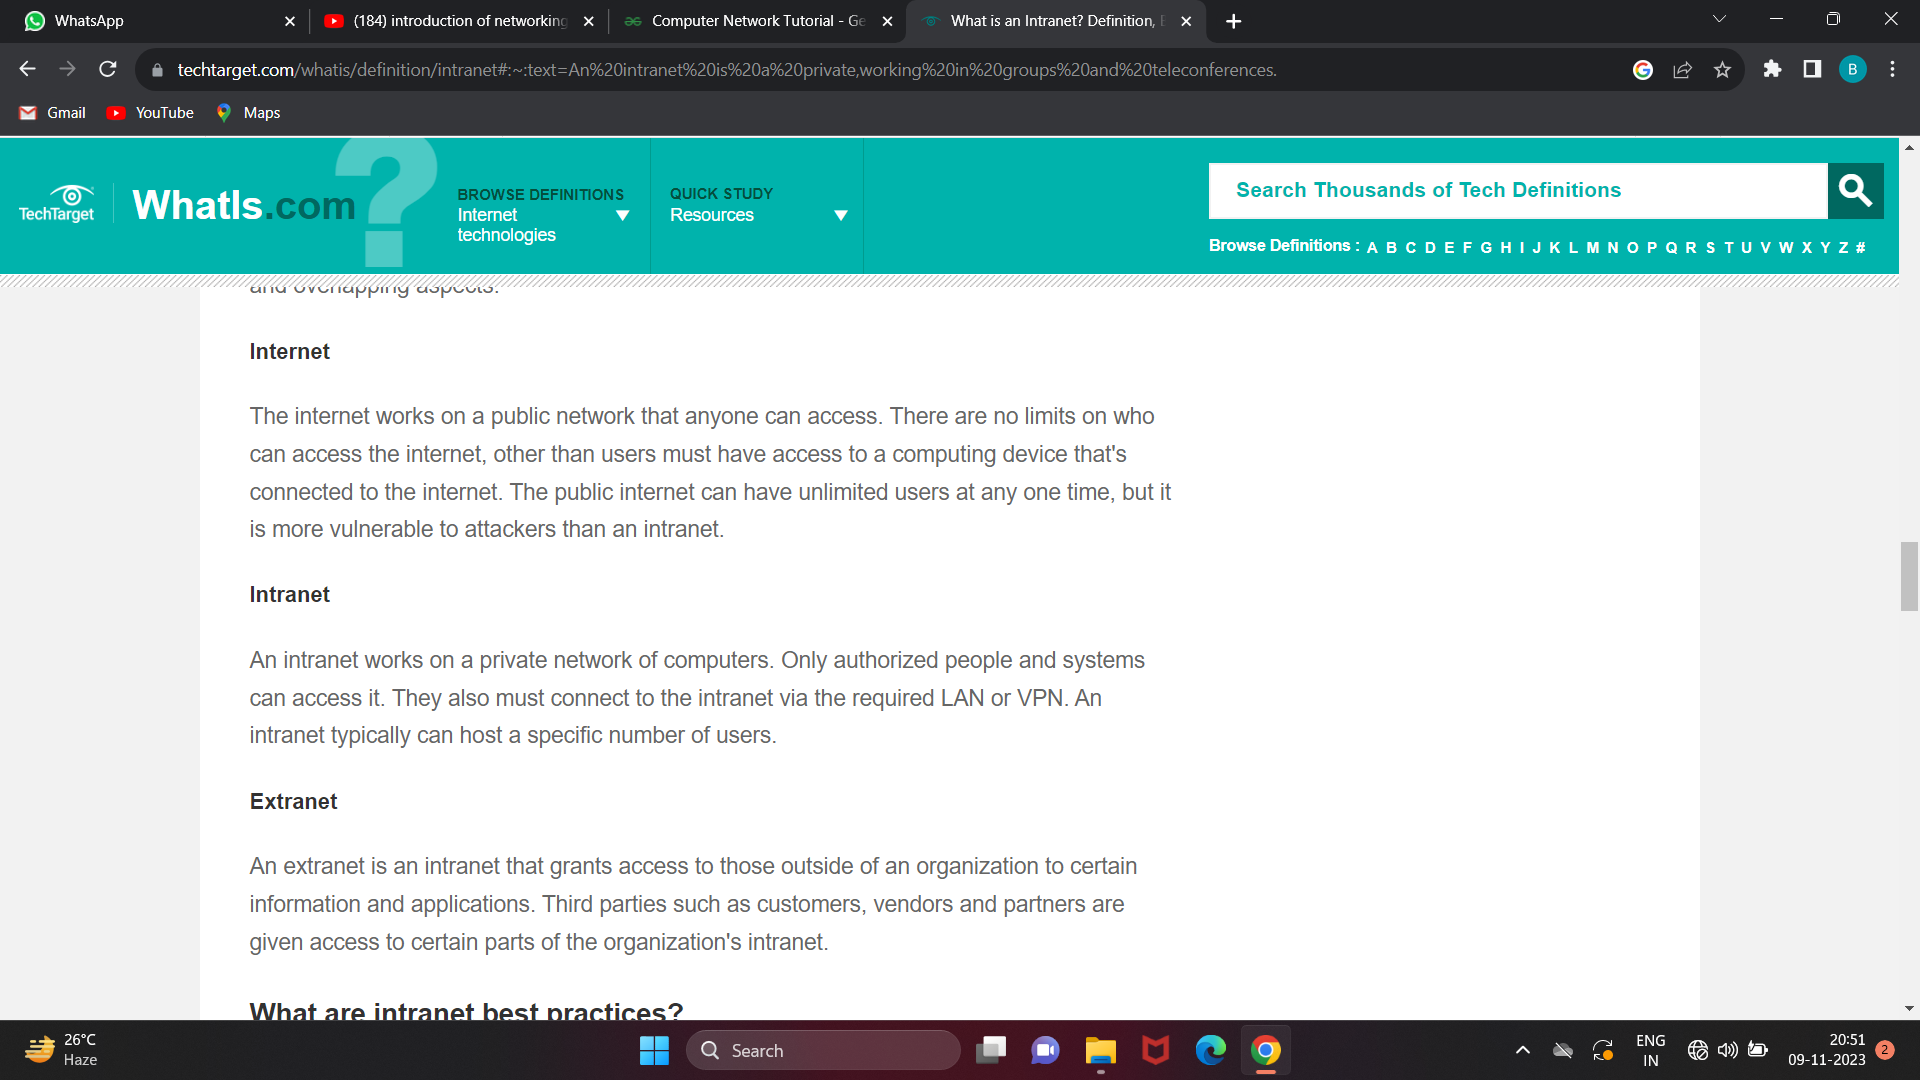 WhatsApp
(184) introduction of networking
Computer Network Tutorial - Ge
What is an Intranet? Definition, E
techtarget.com/whatis/definition/intranet#:~:text=An%20intranet%20is%20a%20private,working%20in%20groups%20and%20teleconferences.
B
Gmail
YouTube
Maps
TechTarget
WhatIs.com
?
BROWSE DEFINITIONS
Internet
technologies
QUICK STUDY
Resources
Search Thousands of Tech Definitions
Browse Definitions : A B C D E F G H I J K L M N O P Q R S T U V W X Y Z #
and overlapping aspects.
Internet
The internet works on a public network that anyone can access. There are no limits on who
can access the internet, other than users must have access to a computing device that's
connected to the internet. The public internet can have unlimited users at any one time, but it
is more vulnerable to attackers than an intranet.
Intranet
An intranet works on a private network of computers. Only authorized people and systems
can access it. They also must connect to the intranet via the required LAN or VPN. An
intranet typically can host a specific number of users.
Extranet
An extranet is an intranet that grants access to those outside of an organization to certain
information and applications. Third parties such as customers, vendors and partners are
given access to certain parts of the organization's intranet.
What are intranet best practices?
26°C
Haze
Search
ENG
IN
20:51
09-11-2023
2